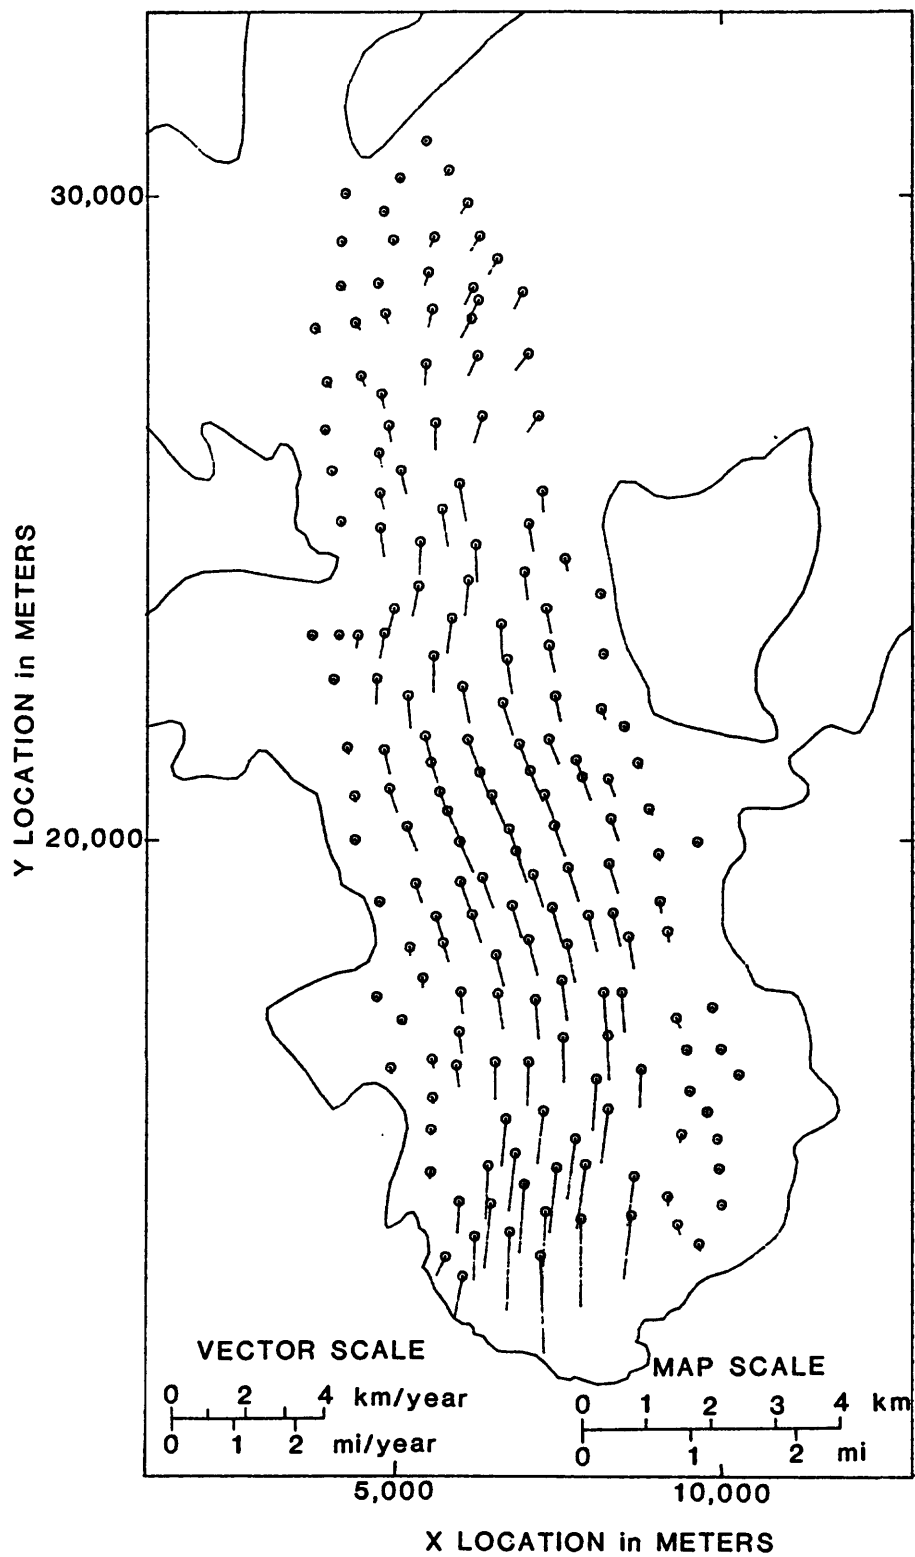 30,000
Y LOCATION in METERS
20,000
VECTOR SCALE
0 2 4 km/year
0 1 2 mi/year
MAP SCALE
0 1 2 3 4 km
0 1 2 mi
5,000 10,000
X LOCATION in METERS